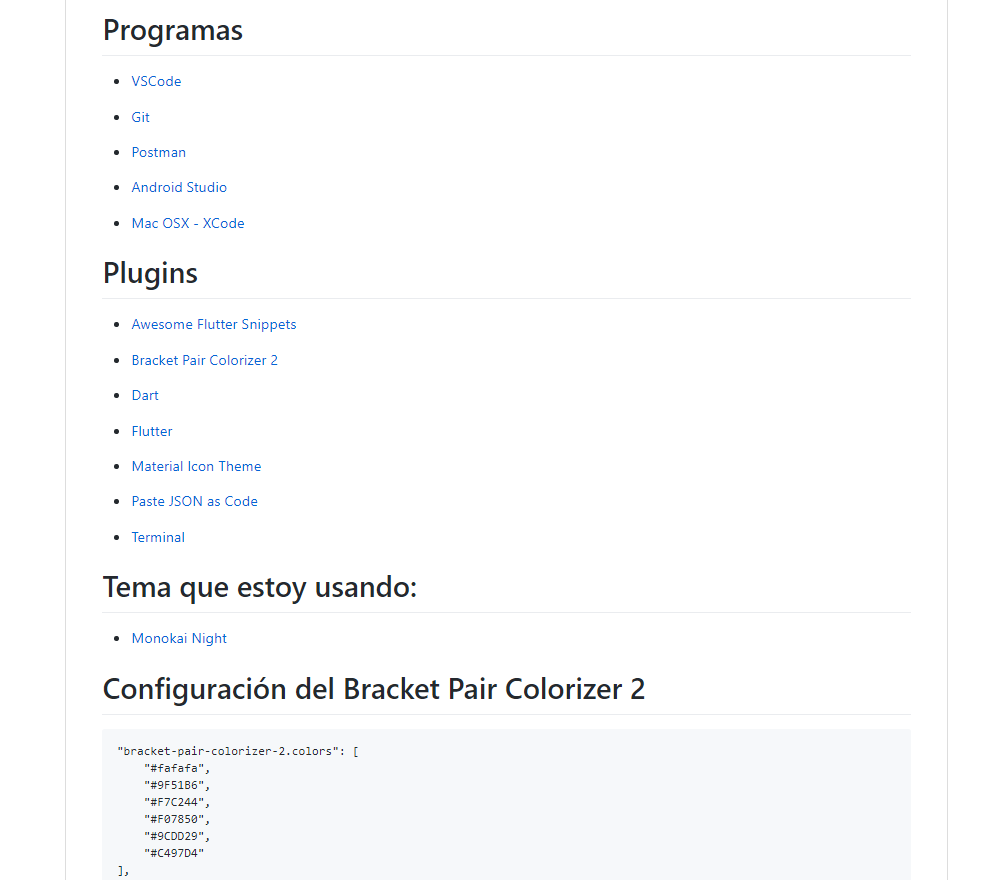 Programas
VSCode
Git
Postman
Android Studio
Mac OSX - XCode
Plugins
Awesome Flutter Snippets
Bracket Pair Colorizer 2
Dart
Flutter
Material Icon Theme
Paste JSON as Code
Terminal
Tema que estoy usando:
Monokai Night
Configuración del Bracket Pair Colorizer 2
"bracket-pair-colorizer-2.colors": [
    "#fafafa",
    "#9F51B6",
    "#F7C244",
    "#F07850",
    "#9CDD29",
    "#C497D4"
],